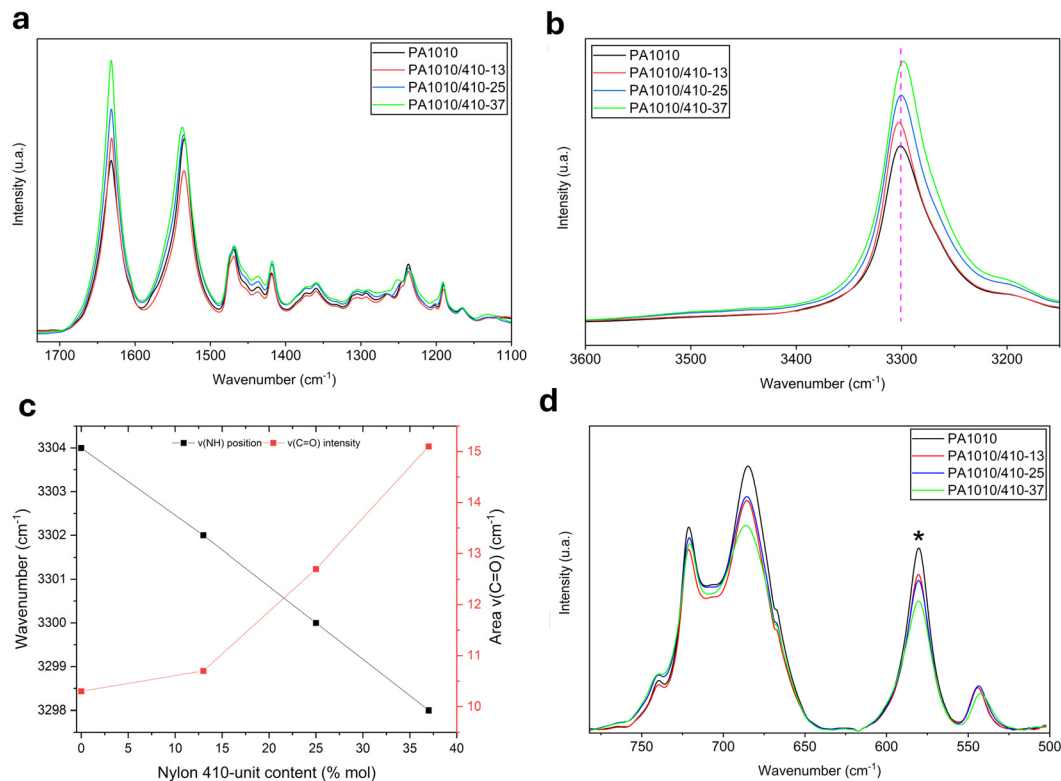 a
PA1010
PA1010/410-13
PA1010/410-25
PA1010/410-37
Intensity (u.a.)
1700 1600 1500 1400 1300 1200 1100
Wavenumber (cm⁻¹)
b
PA1010
PA1010/410-13
PA1010/410-25
PA1010/410-37
Intensity (u.a.)
3600 3500 3400 3300 3200
Wavenumber (cm⁻¹)
c
v(NH) position v(C=O) intensity
3304
3303
3302
3301
3300
3299
3298
Wavenumber (cm⁻¹)
15
14
13
12
11
10
Area v(C=O) (cm⁻¹)
0 5 10 15 20 25 30 35 40
Nylon 410-unit content (% mol)
d
PA1010
PA1010/410-13
PA1010/410-25
PA1010/410-37
*
Intensity (u.a.)
750 700 650 600 550 500
Wavenumber (cm⁻¹)